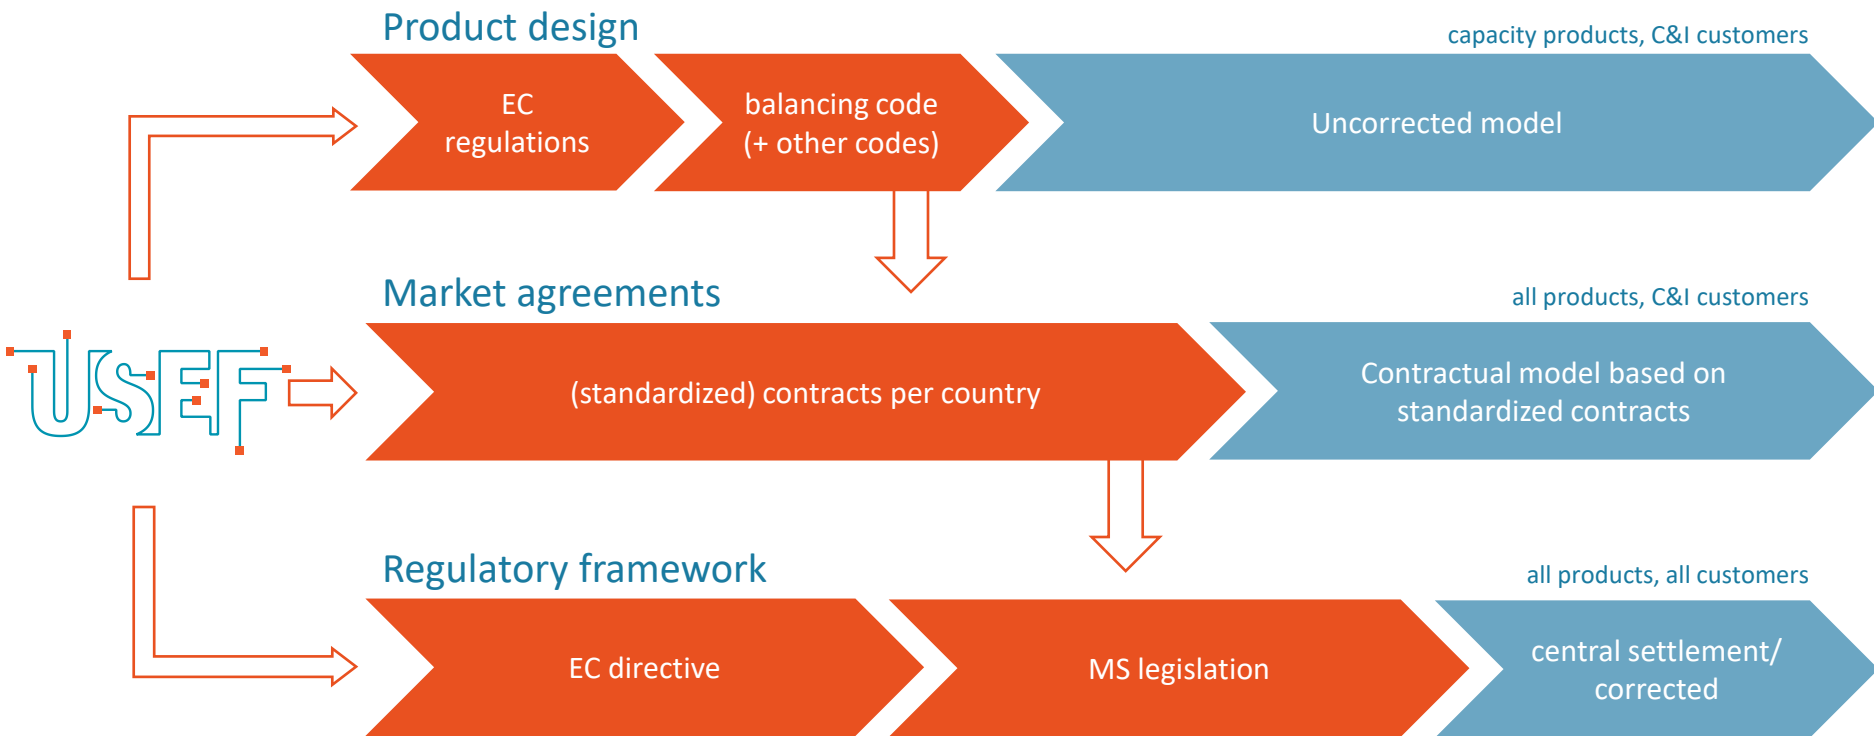 Product design
capacity products, C&I customers
EC
regulations
balancing code
(+ other codes)
Uncorrected model
Market agreements
all products, C&I customers
USEF
(standardized) contracts per country
Contractual model based on
standardized contracts
Regulatory framework
all products, all customers
EC directive
MS legislation
central settlement/
corrected